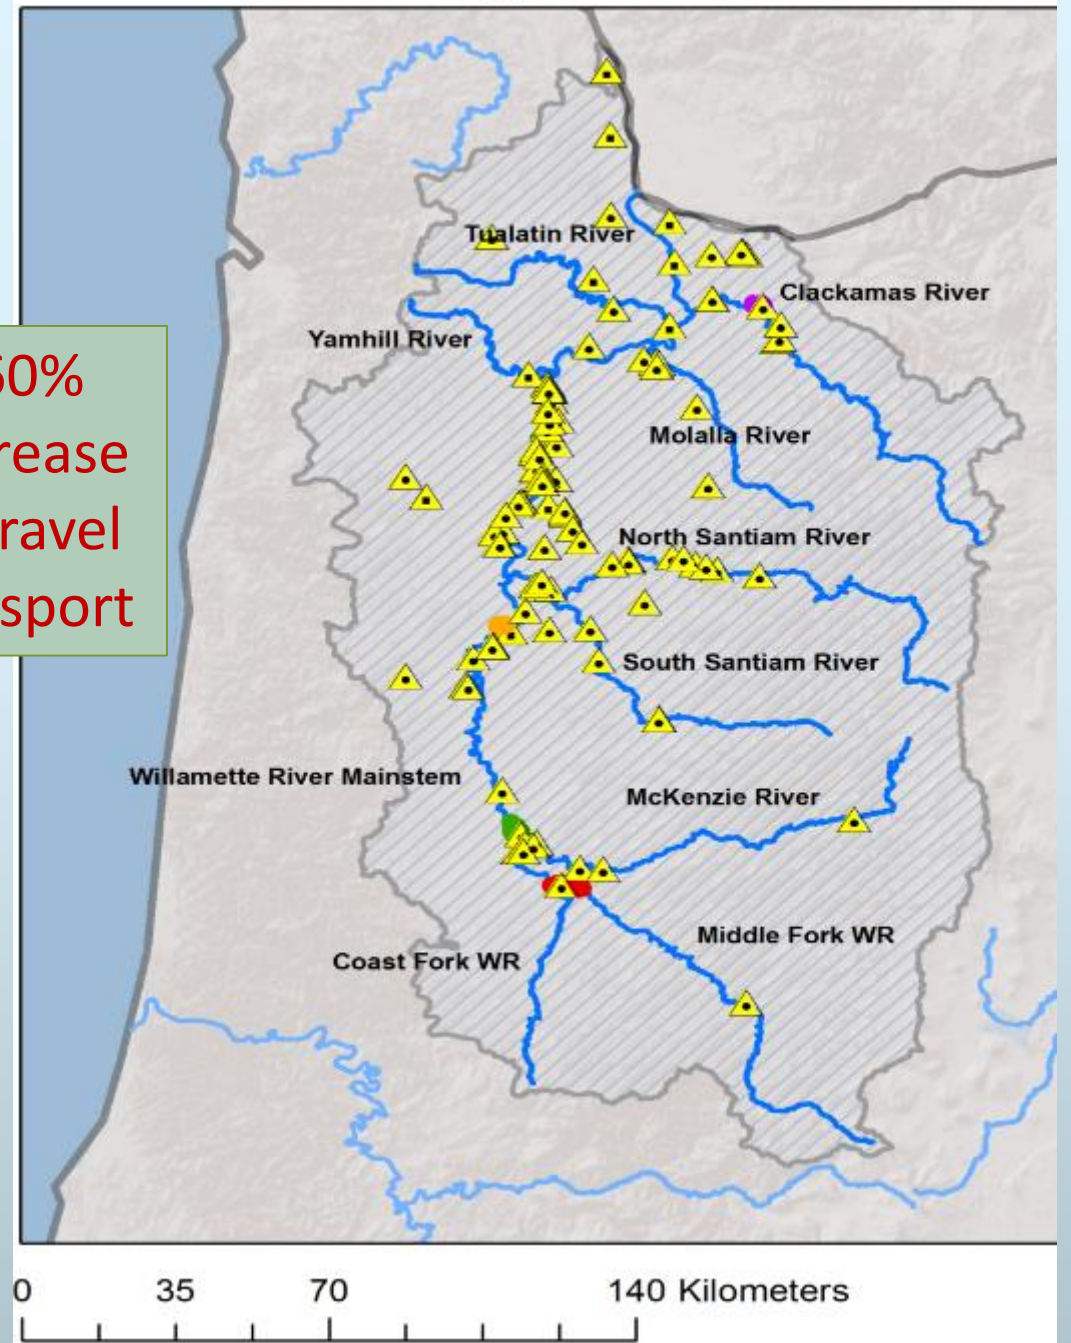 Tualatin River
Clackamas River
Yamhill River
60%
rease
ravel
sport
Molalla River
North Santiam River
South Santiam River
Willamette River Mainstem
McKenzie River
Middle Fork WR
Coast Fork WR
0 35 70 140 Kilometers